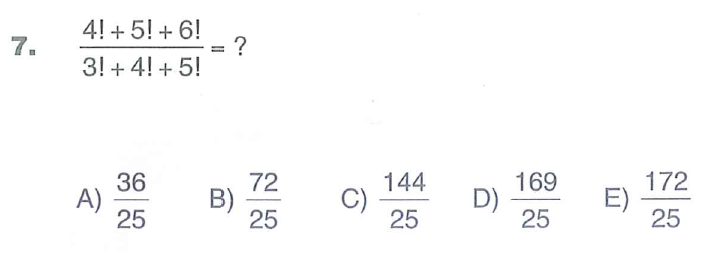 7. (4! + 5! + 6!) / (3! + 4! + 5!) = ?
A) 36/25 B) 72/25 C) 144/25 D) 169/25 E) 172/25